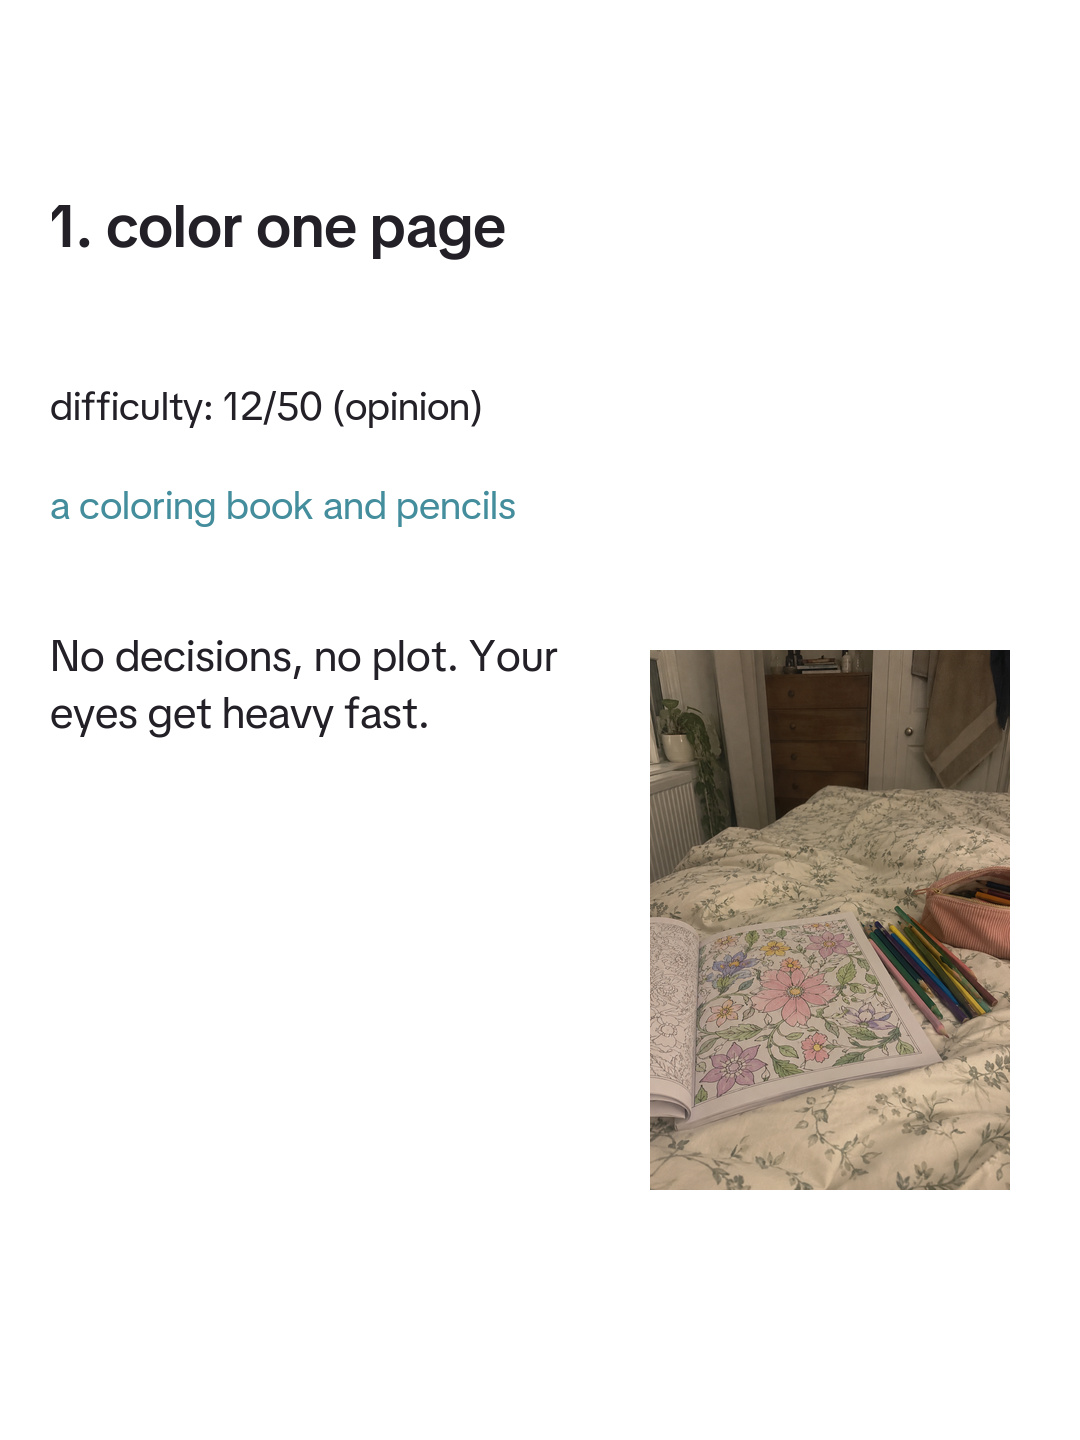 1. color one page
difficulty: 12/50 (opinion)
a coloring book and pencils
No decisions, no plot. Your
eyes get heavy fast.